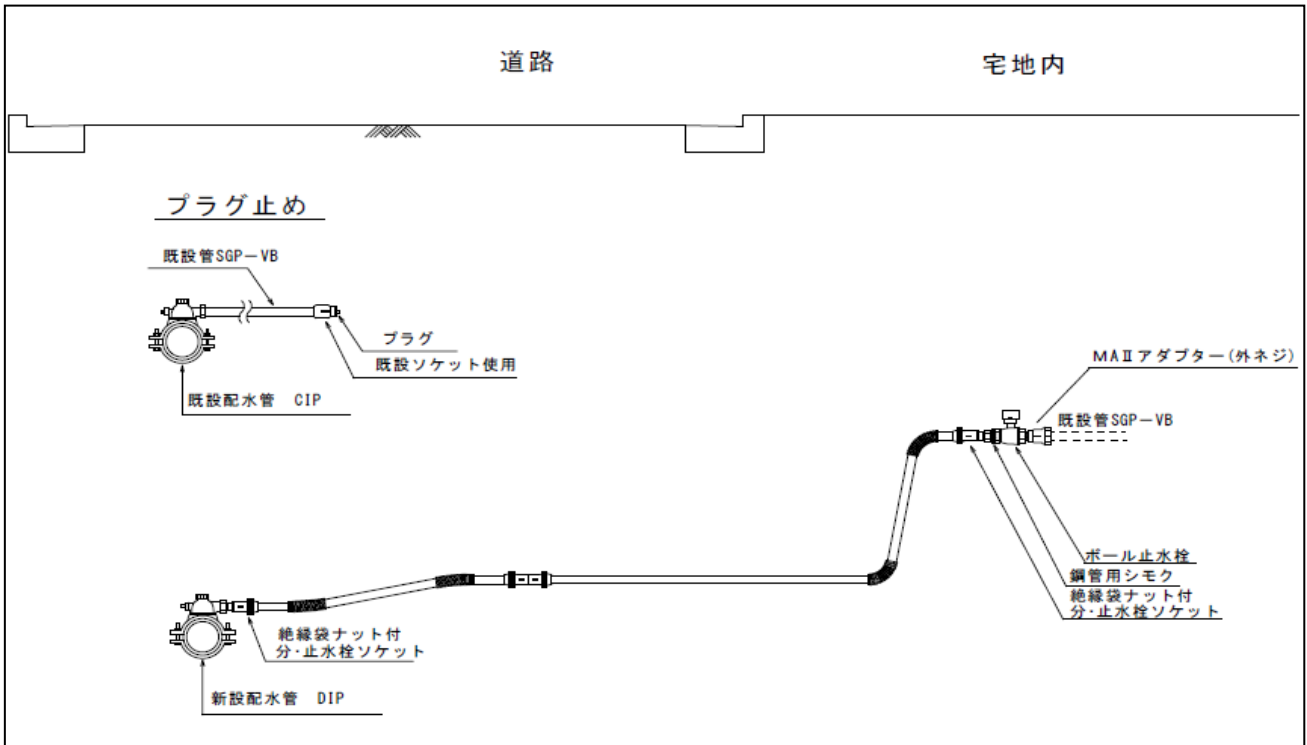 道路
宅地内
プラグ止め
既設管SGP-VB
プラグ
既設ソケット使用
既設配水管 CIP
MAⅡアダプター(外ネジ)
既設管SGP-VB
ボール止水栓
鋼管用シモク
絶縁袋ナット付
分・止水栓ソケット
絶縁袋ナット付
分・止水栓ソケット
新設配水管 DIP